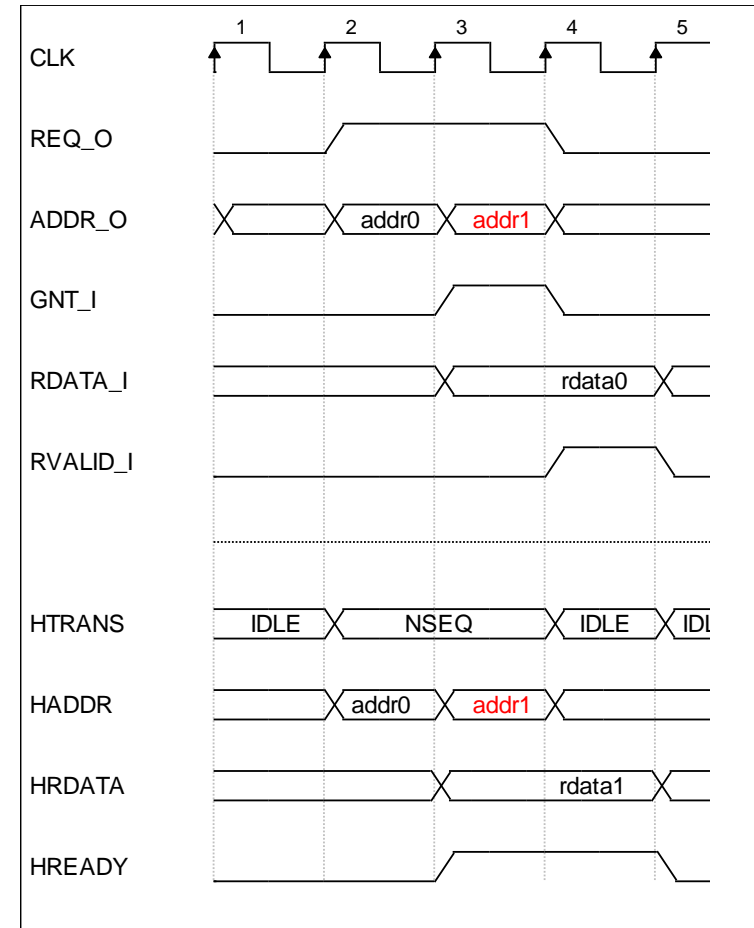 1 2 3 4 5
CLK
REQ_O
ADDR_O addr0 addr1
GNT_I
RDATA_I rdata0
RVALID_I
HTRANS IDLE NSEQ IDLE IDL
HADDR addr0 addr1
HRDATA rdata1
HREADY